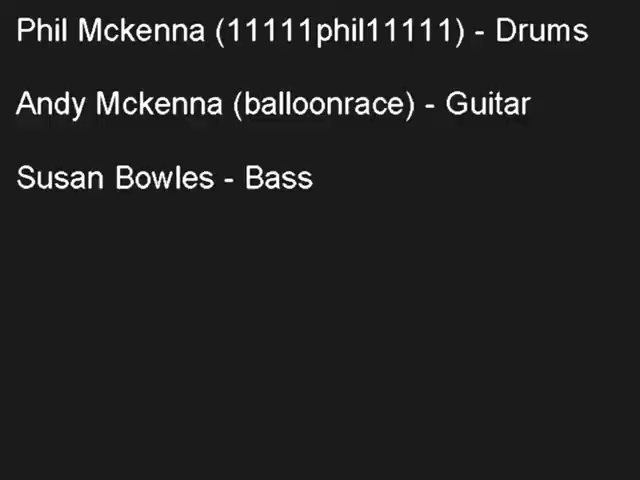 Phil Mckenna (11111phil11111) - Drums
Andy Mckenna (balloonrace) - Guitar
Susan Bowles - Bass